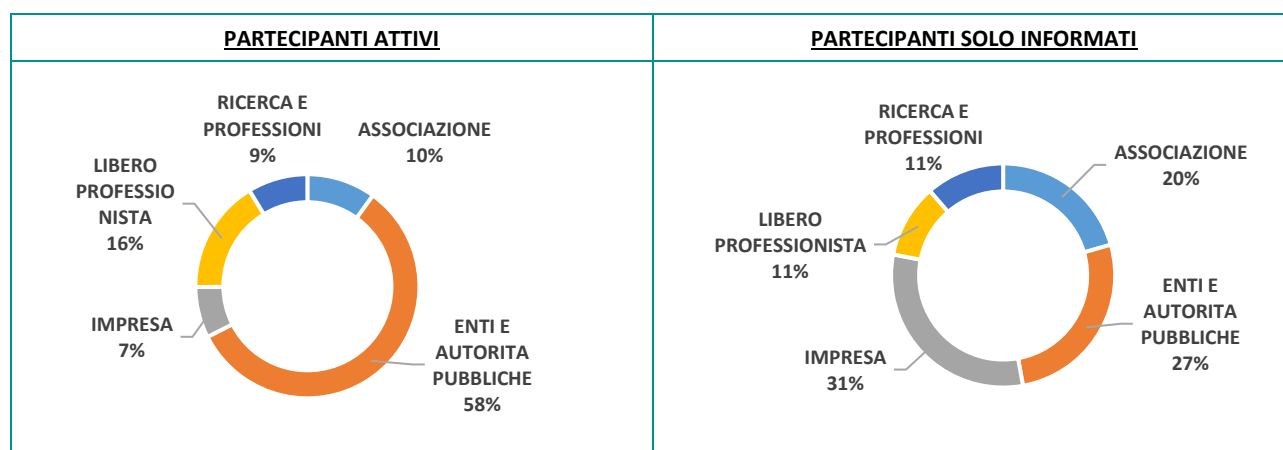 PARTECIPANTI ATTIVI
RICERCA E
PROFESSIONI
9%
ASSOCIAZIONE
10%
LIBERO
PROFESSIO
NISTA
16%
IMPRESA
7%
ENTI E
AUTORITA
PUBBLICHE
58%
PARTECIPANTI SOLO INFORMATI
RICERCA E
PROFESSIONI
11%
ASSOCIAZIONE
20%
LIBERO
PROFESSIONISTA
11%
ENTI E
AUTORITA
PUBBLICHE
27%
IMPRESA
31%